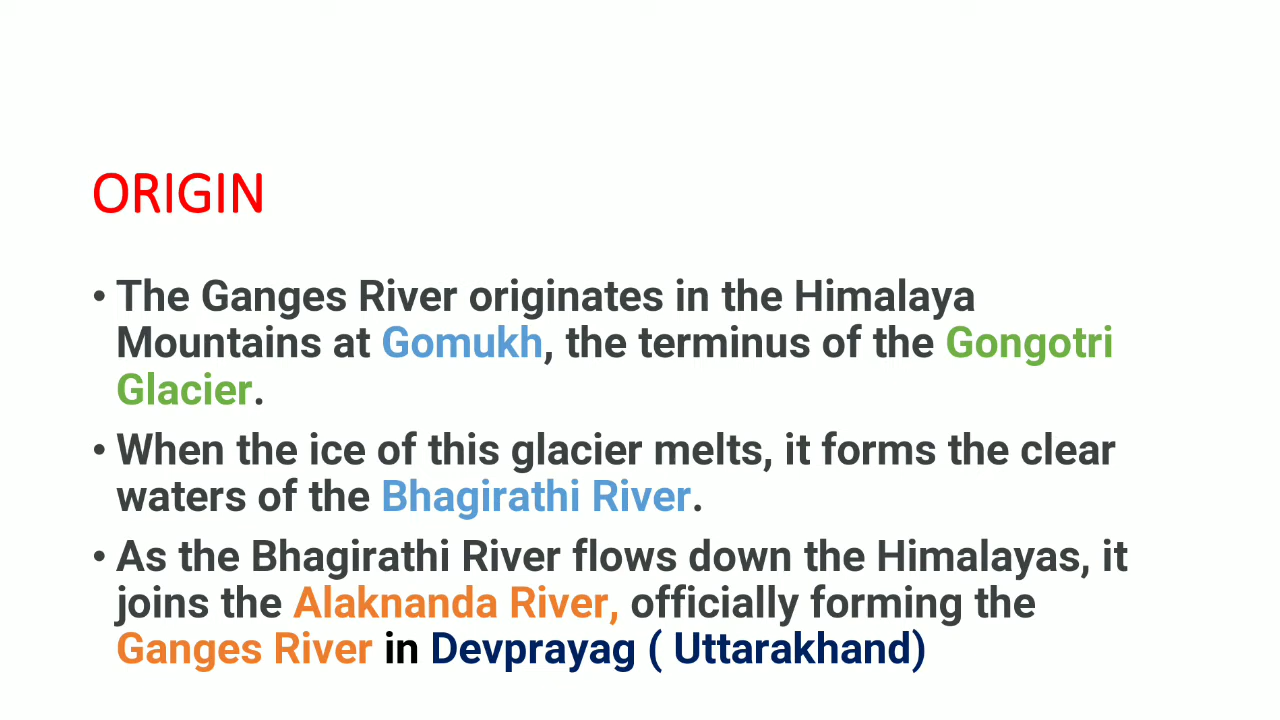 ORIGIN
• The Ganges River originates in the Himalaya
Mountains at Gomukh, the terminus of the Gongotri
Glacier.
• When the ice of this glacier melts, it forms the clear
waters of the Bhagirathi River.
• As the Bhagirathi River flows down the Himalayas, it
joins the Alaknanda River, officially forming the
Ganges River in Devprayag ( Uttarakhand)